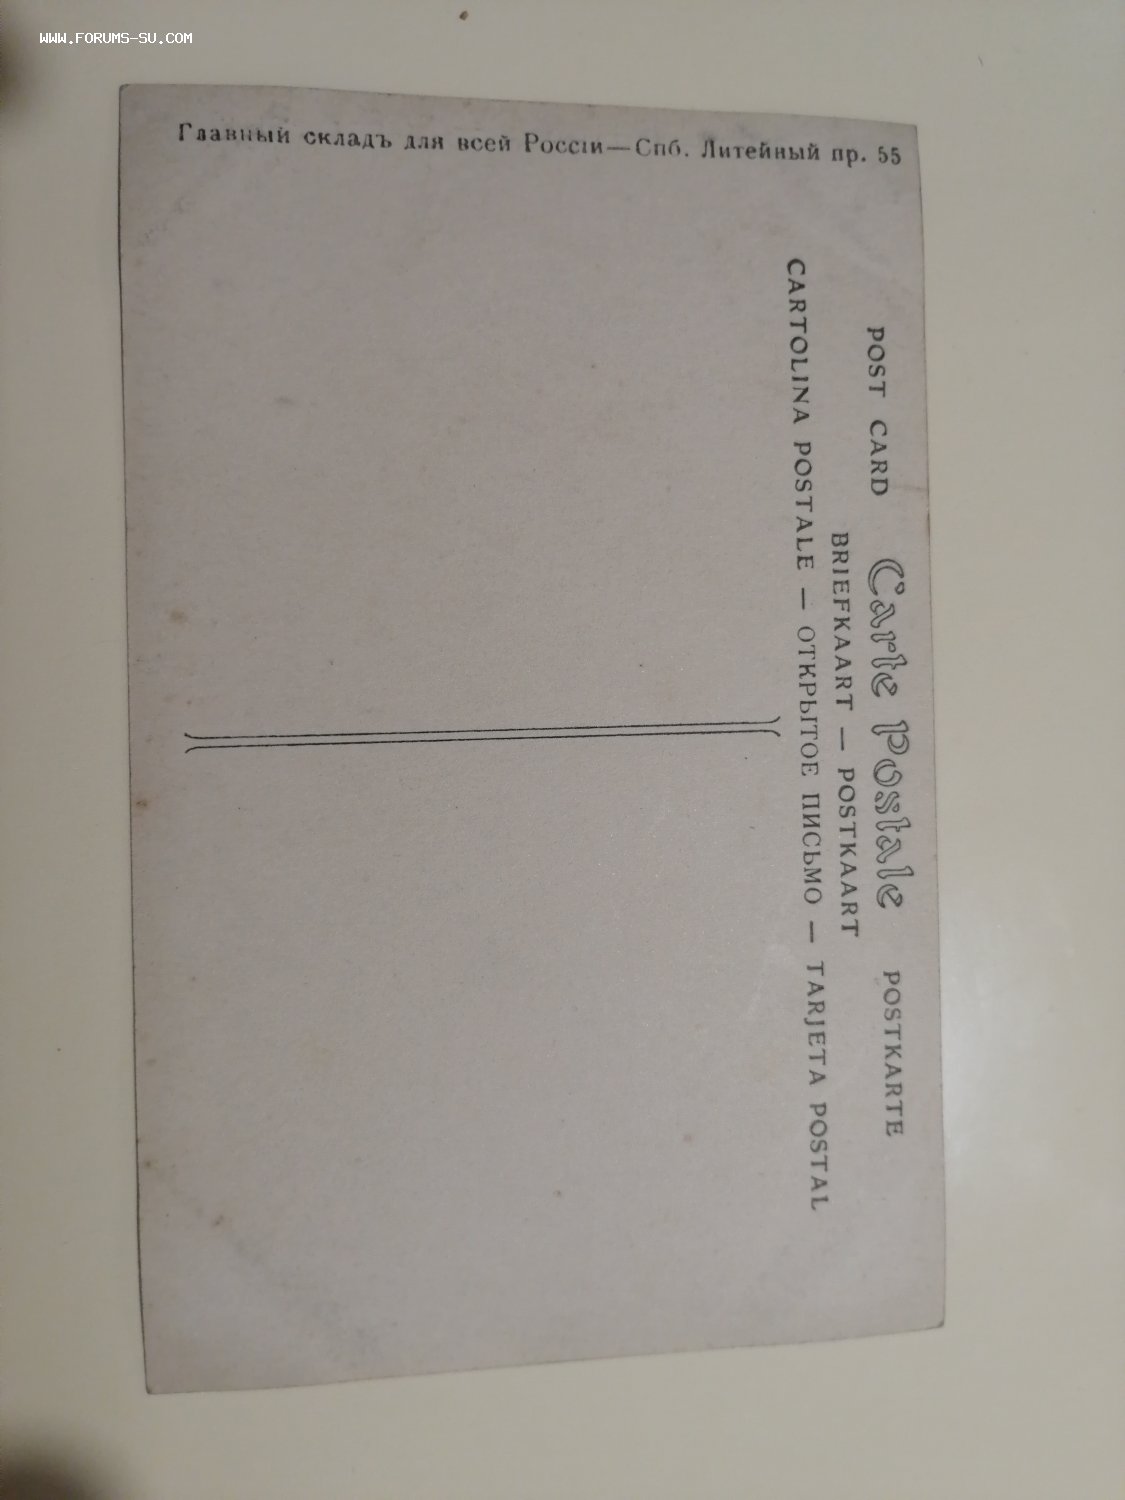 WWW.FORUMS-SU.COM
Главный складъ для всей Россіи—Спб. Литейный пр. 55
POST CARD Carte Postale POSTKARTE
BRIEFKAART — POSTKAART
CARTOLINA POSTALE — ОТКРЫТОЕ ПИСЬМО — TARJETA POSTAL